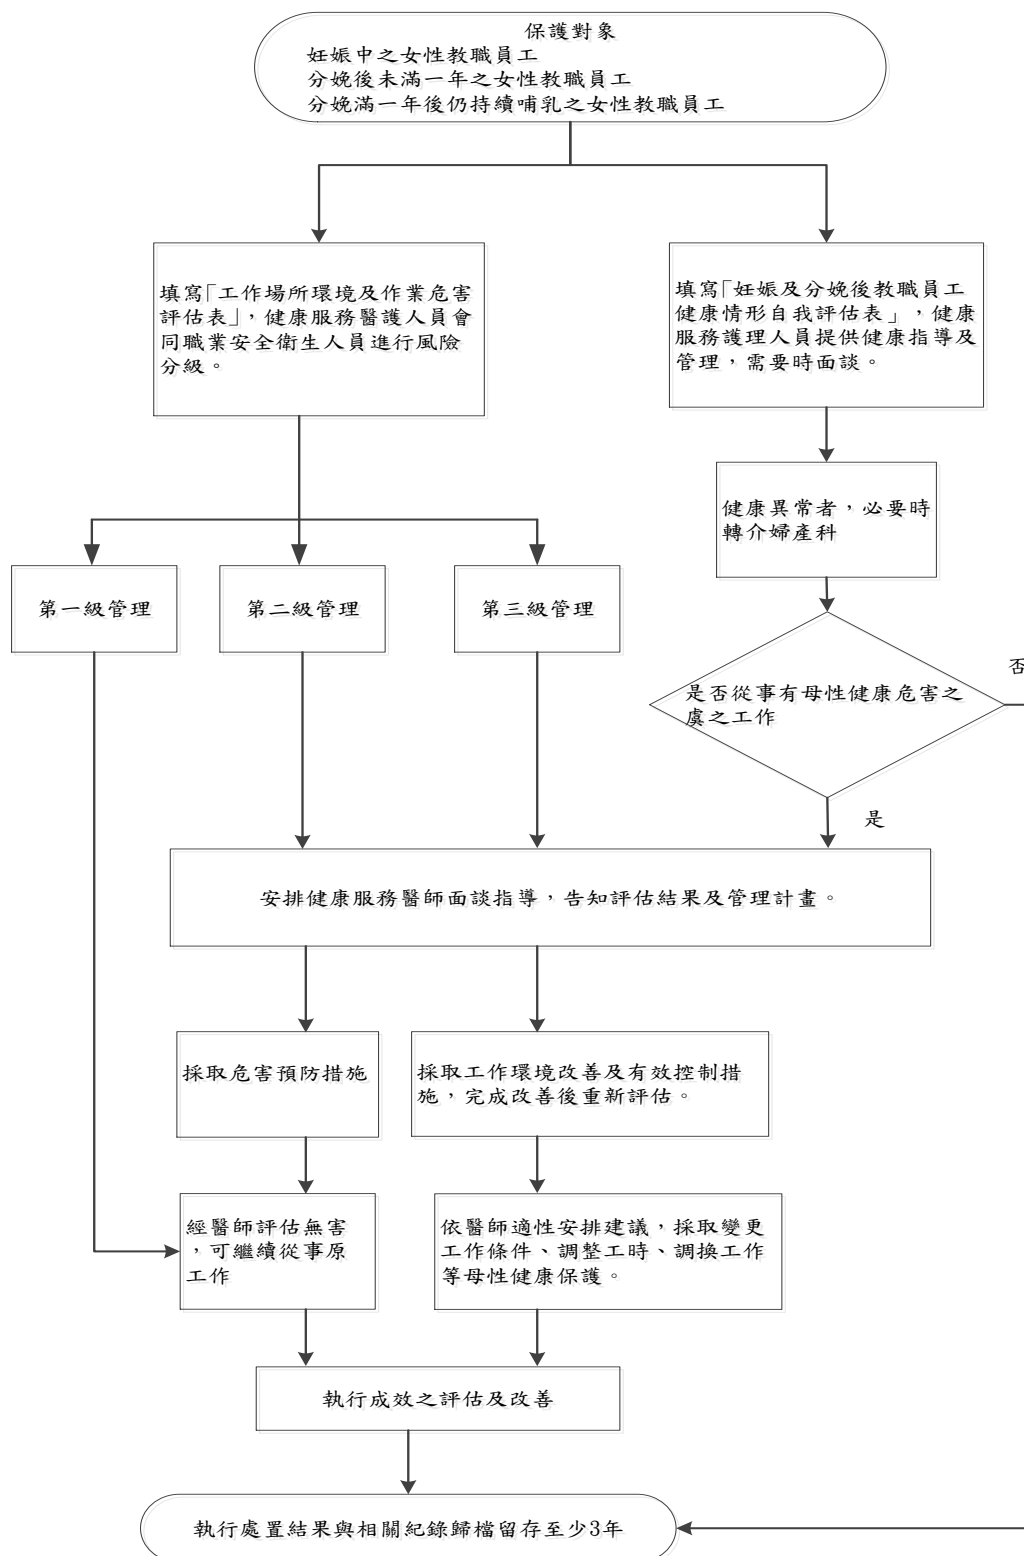 保護對象
妊娠中之女性教職員工
分娩後未滿一年之女性教職員工
分娩滿一年後仍持續哺乳之女性教職員工
填寫「工作場所環境及作業危害
評估表」，健康服務醫護人員會
同職業安全衛生人員進行風險
分級。
填寫「妊娠及分娩後教職員工
健康情形自我評估表」，健康
服務護理人員提供健康指導及
管理，需要時面談。
健康異常者，必要時
轉介婦產科
第一級管理
第二級管理
第三級管理
是否從事有母性健康危害之
虞之工作
否
是
安排健康服務醫師面談指導，告知評估結果及管理計畫。
採取危害預防措施
採取工作環境改善及有效控制措
施，完成改善後重新評估。
經醫師評估無害
，可繼續從事原
工作
依醫師適性安排建議，採取變更
工作條件、調整工時、調換工作
等母性健康保護。
執行成效之評估及改善
執行處置結果與相關紀錄歸檔留存至少3年